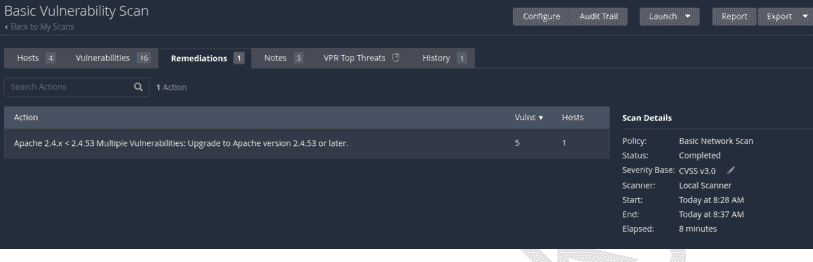 Basic Vulnerability Scan
Back to My Scans
Configure Audit Trail Launch Report Export
Hosts 4 Vulnerabilities 16 Remediations 1 Notes 3 VPR Top Threats History 1
Search Actions 1 Action
Action Vulns Hosts
Apache 2.4.x < 2.4.53 Multiple Vulnerabilities: Upgrade to Apache version 2.4.53 or later. 5 1
Scan Details
Policy: Basic Network Scan
Status: Completed
Severity Base: CVSS v3.0
Scanner: Local Scanner
Start: Today at 8:28 AM
End: Today at 8:37 AM
Elapsed: 8 minutes